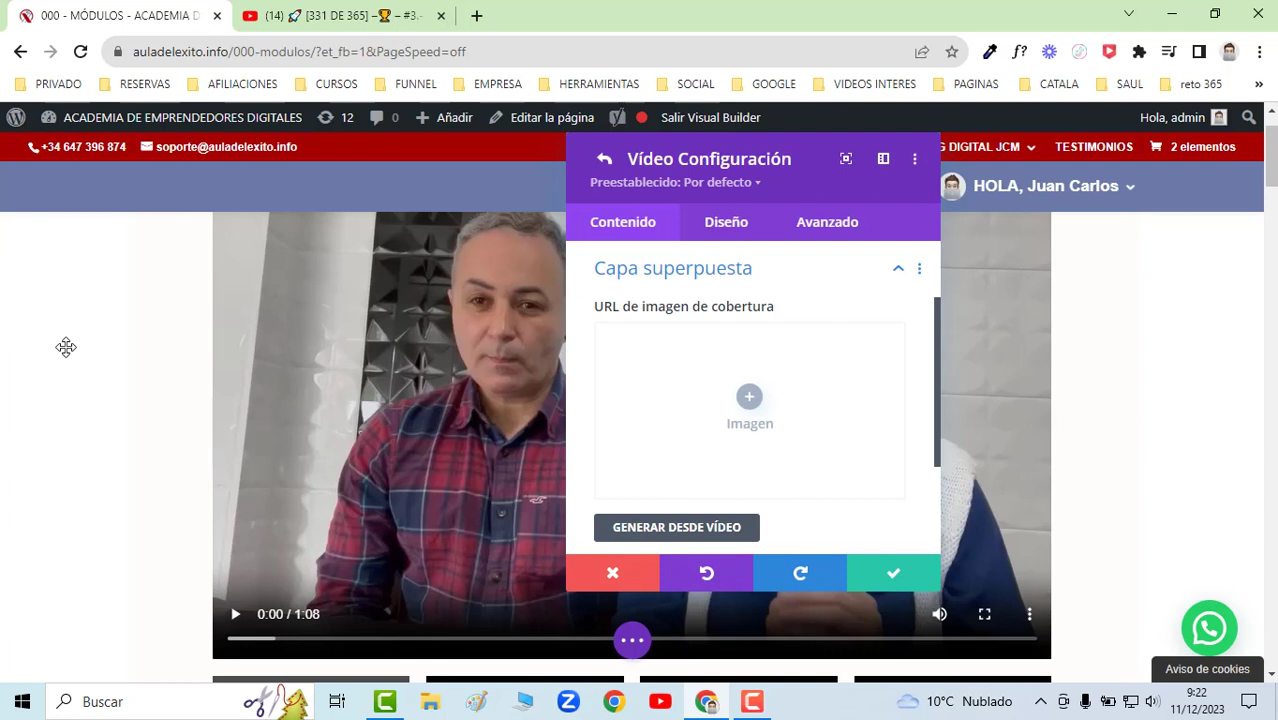 000 - MÓDULOS - ACADEMIA DE E
(14) [331 DE 365] #3.
auladelexito.info/000-modulos/?et_fb=1&PageSpeed=off
PRIVADO RESERVAS AFILIACIONES CURSOS FUNNEL EMPRESA HERRAMIENTAS SOCIAL GOOGLE VIDEOS INTERES PAGINAS CATALA SAUL reto 365 »
ACADEMIA DE EMPRENDEDORES DIGITALES 12 0 Añadir Editar la página Salir Visual Builder Hola, admin
+34 647 396 874 soporte@auladelexito.info G DIGITAL JCM TESTIMONIOS 2 elementos
HOLA, Juan Carlos
Vídeo Configuración
Preestablecido: Por defecto
Contenido Diseño Avanzado
Capa superpuesta
URL de imagen de cobertura
Imagen
GENERAR DESDE VÍDEO
0:00 / 1:08
Aviso de cookies
Buscar
10°C Nublado
9:22
11/12/2023